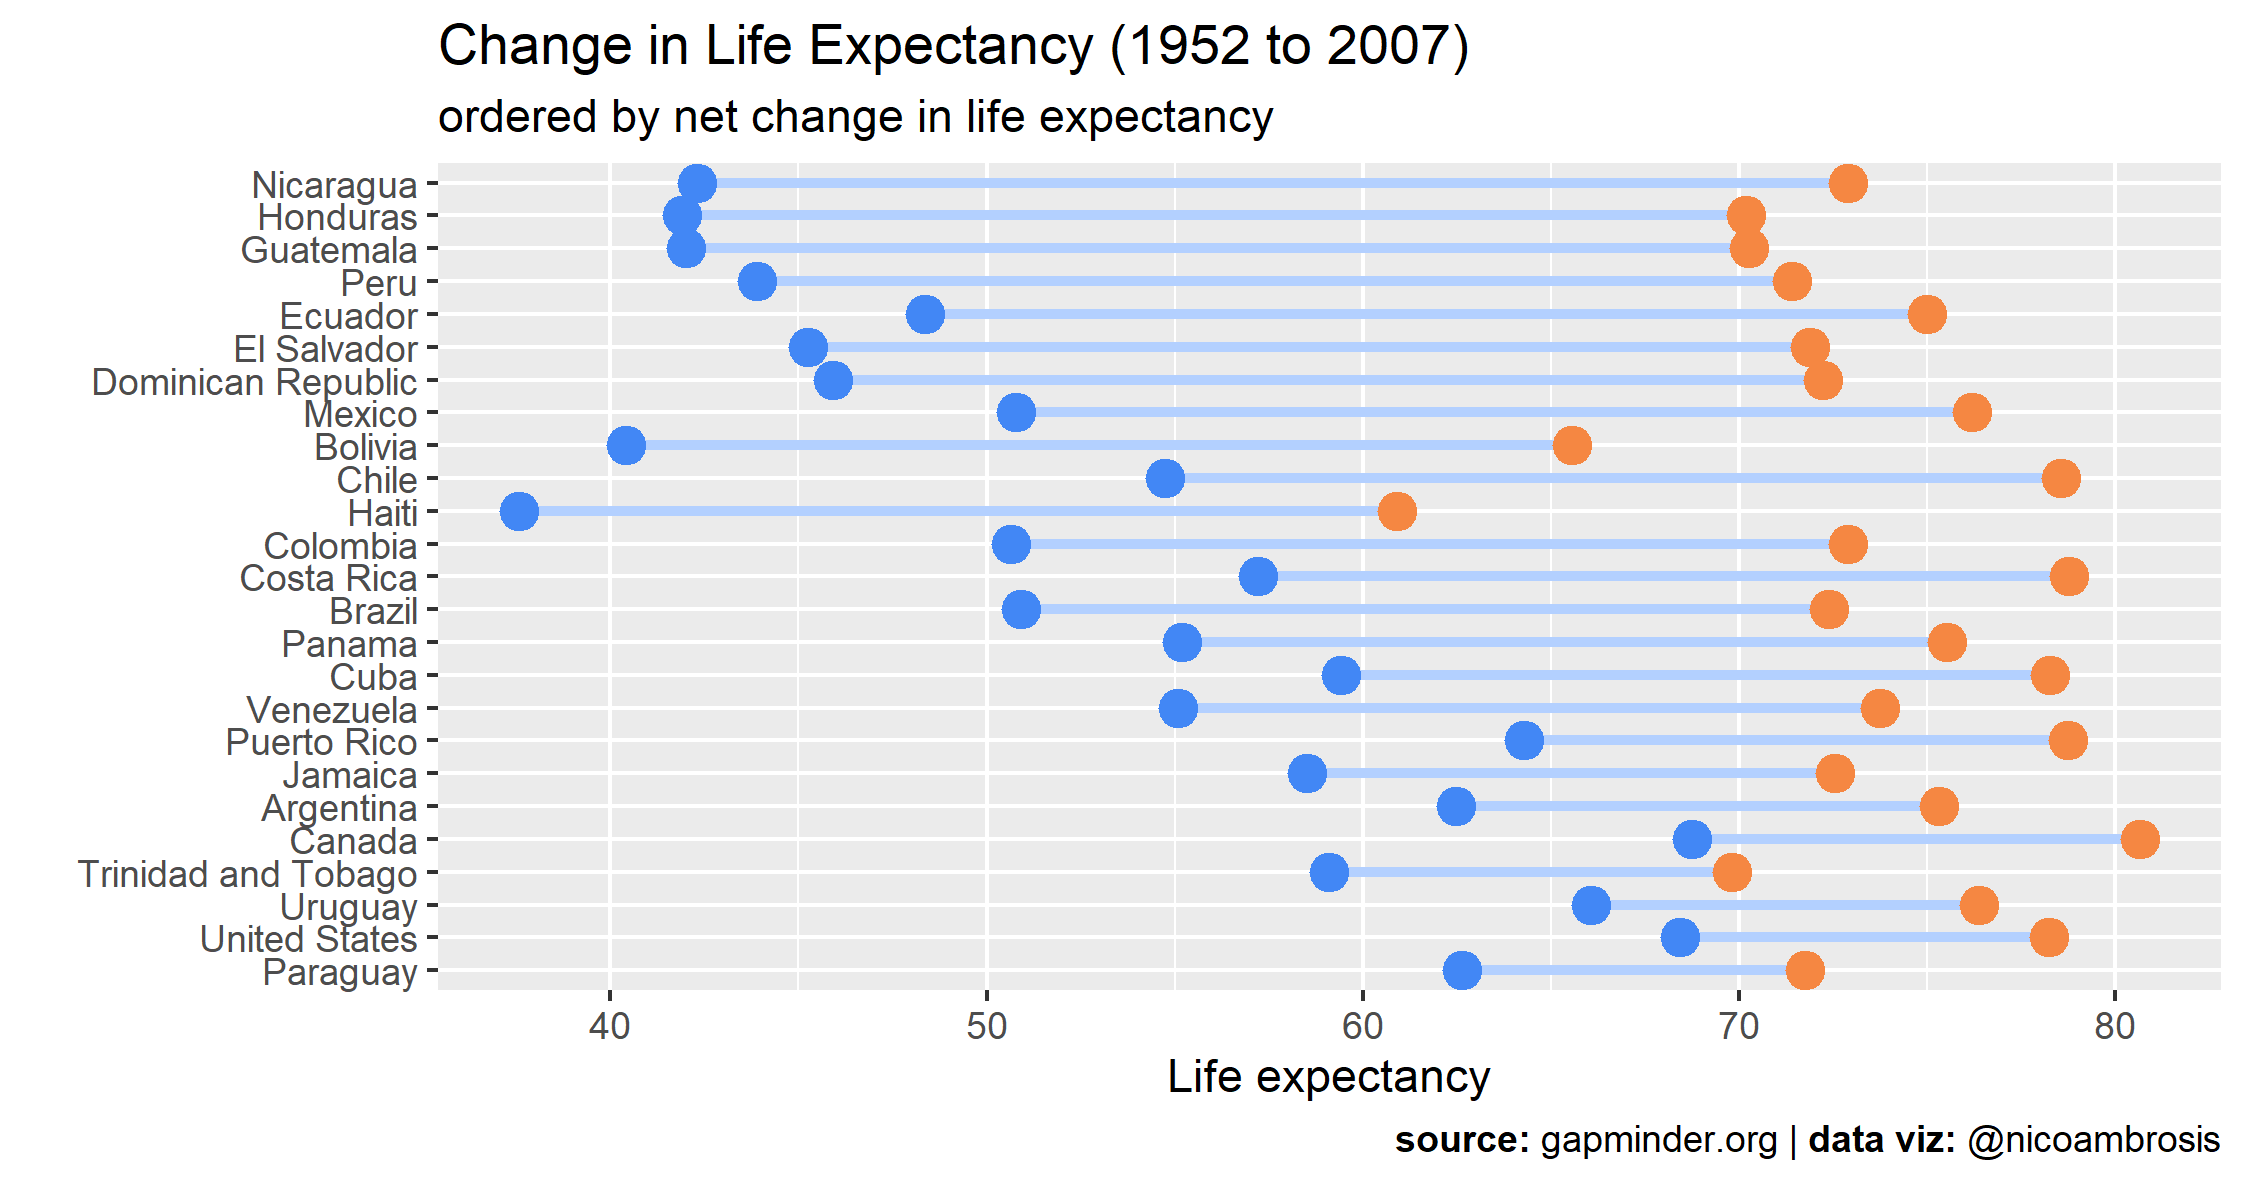 Change in Life Expectancy (1952 to 2007)
ordered by net change in life expectancy
Nicaragua
Honduras
Guatemala
Peru
Ecuador
El Salvador
Dominican Republic
Mexico
Bolivia
Chile
Haiti
Colombia
Costa Rica
Brazil
Panama
Cuba
Venezuela
Puerto Rico
Jamaica
Argentina
Canada
Trinidad and Tobago
Uruguay
United States
Paraguay
40 50 60 70 80
Life expectancy
source: gapminder.org | data viz: @nicoambrosis